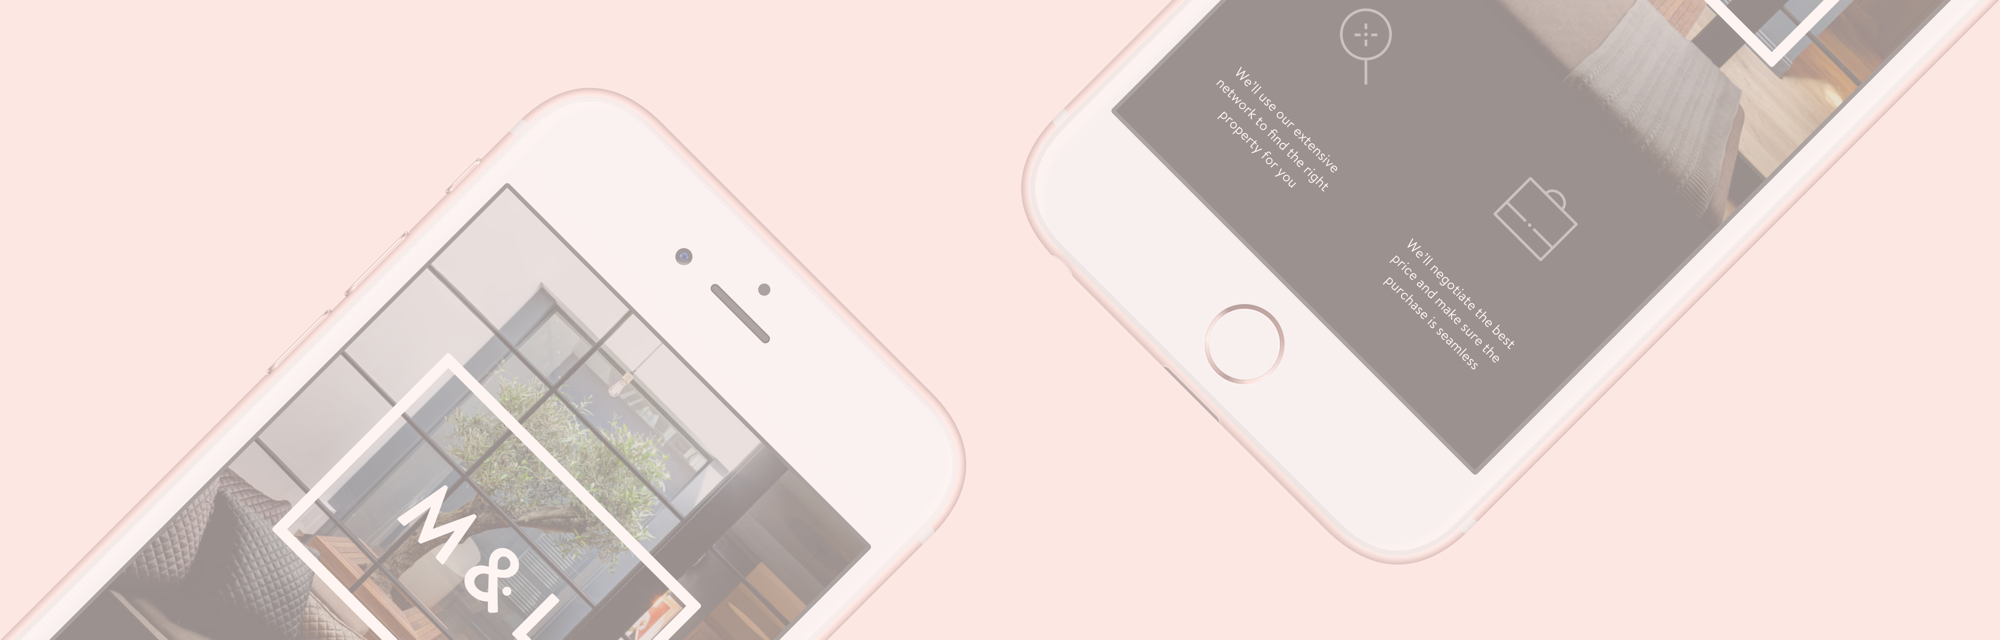 M &
We'll use our extensive
network to find the right
property for you
We'll negotiate the best
price and make sure the
purchase is seamless